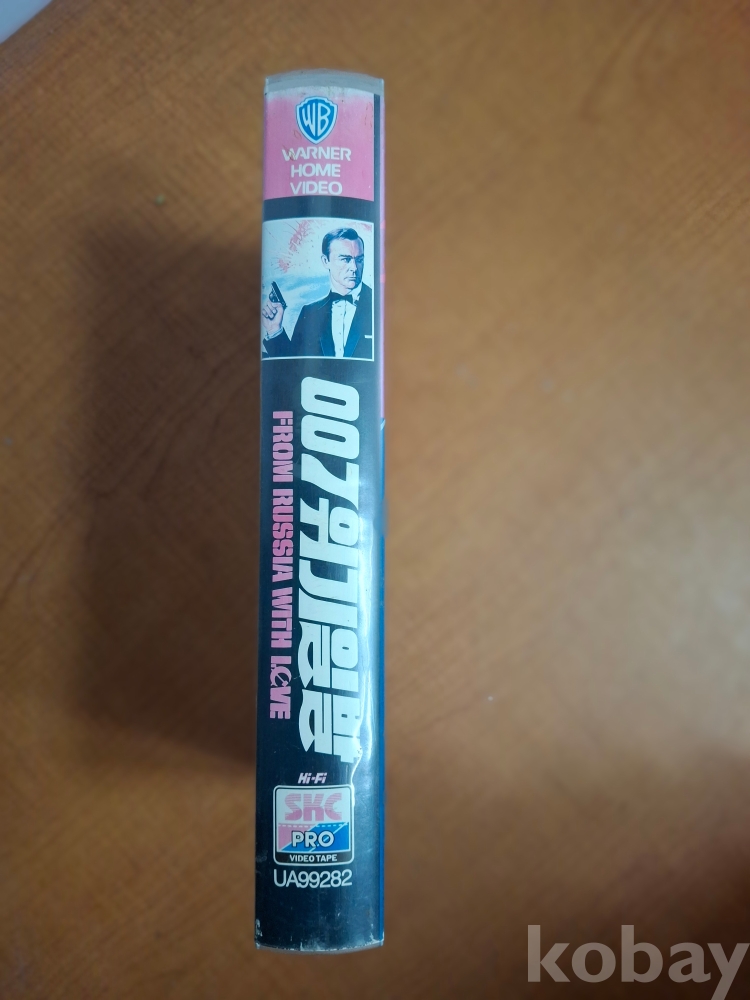 WB
WARNER
HOME
VIDEO
007위기일발
FROM RUSSIA WITH LOVE
Hi-Fi
SKC
PRO
VIDEO TAPE
UA99282
kobay